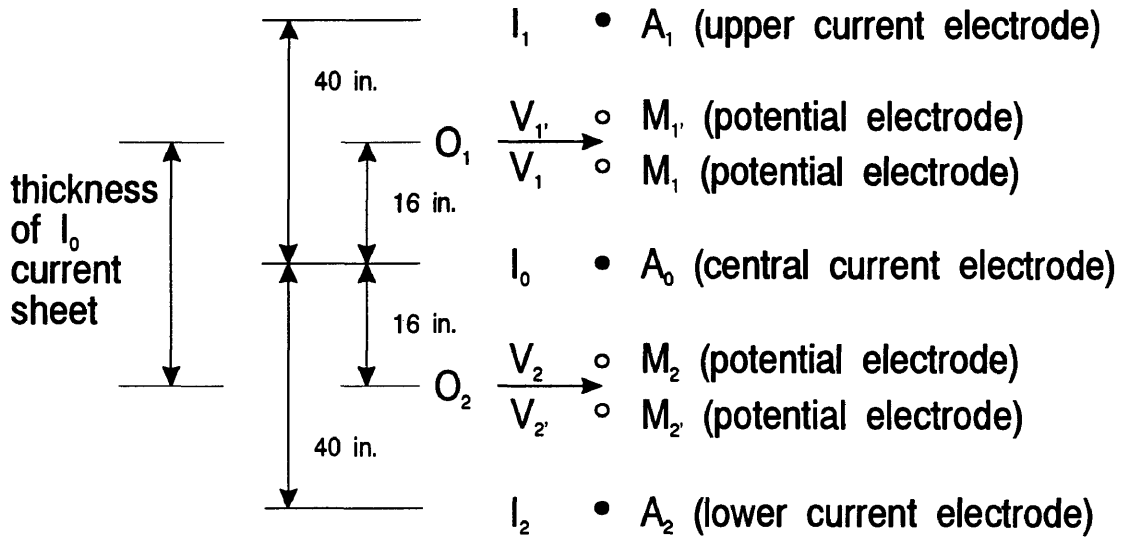 I₁ A₁ (upper current electrode)
40 in.
V₁' M₁' (potential electrode)
O₁
V₁ M₁ (potential electrode)
thickness
of I₀
current
sheet
16 in.
I₀ A₀ (central current electrode)
16 in.
V₂ M₂ (potential electrode)
O₂
V₂' M₂' (potential electrode)
40 in.
I₂ A₂ (lower current electrode)